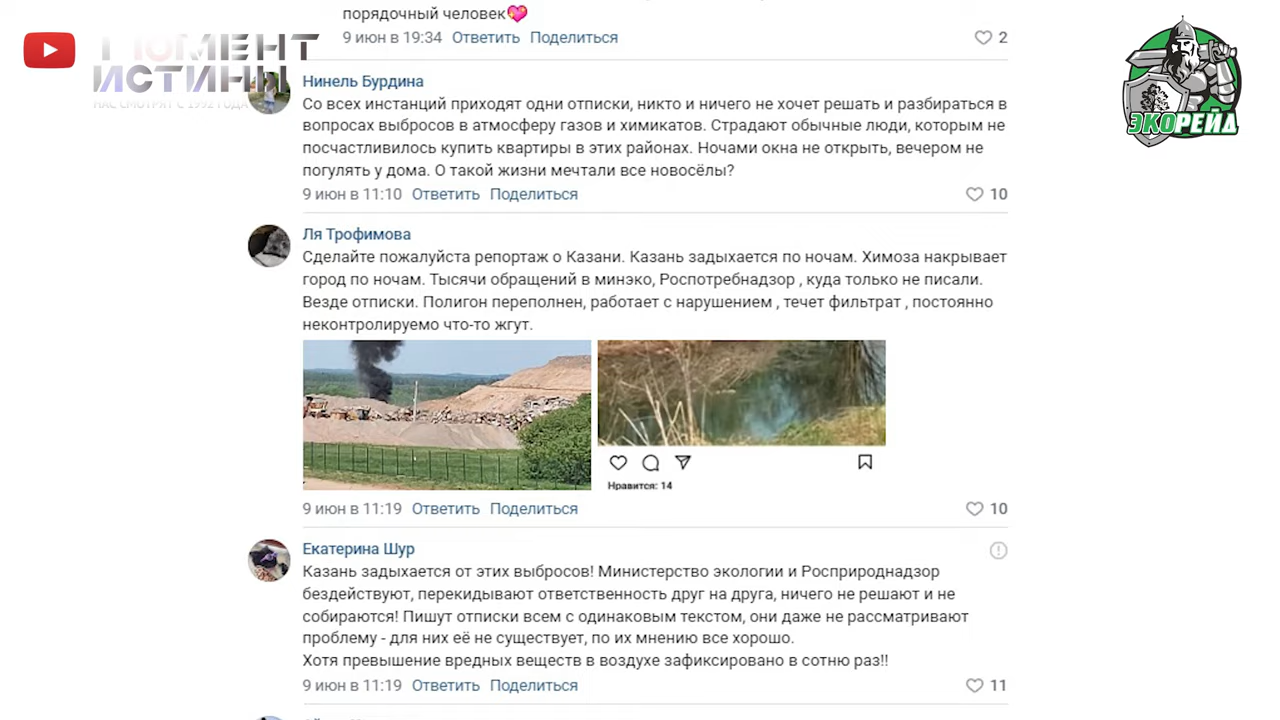 порядочный человек💖
9 июн в 19:34 Ответить Поделиться
2
МОМЕНТ
ИСТИНЫ
НАС СМОТРЯТ С 1992 ГОДА
ЭКОРЕЙД
Нинель Бурдина
Со всех инстанций приходят одни отписки, никто и ничего не хочет решать и разбираться в
вопросах выбросов в атмосферу газов и химикатов. Страдают обычные люди, которым не
посчастливилось купить квартиры в этих районах. Ночами окна не открыть, вечером не
погулять у дома. О такой жизни мечтали все новосёлы?
9 июн в 11:10 Ответить Поделиться
10
Ля Трофимова
Сделайте пожалуйста репортаж о Казани. Казань задыхается по ночам. Химоза накрывает
город по ночам. Тысячи обращений в минэко, Роспотребнадзор , куда только не писали.
Везде отписки. Полигон переполнен, работает с нарушением , течет фильтрат , постоянно
неконтролируемо что-то жгут.
Нравится: 14
9 июн в 11:19 Ответить Поделиться
10
Екатерина Шур
Казань задыхается от этих выбросов! Министерство экологии и Росприроднадзор
бездействуют, перекидывают ответственность друг на друга, ничего не решают и не
собираются! Пишут отписки всем с одинаковым текстом, они даже не рассматривают
проблему - для них её не существует, по их мнению все хорошо.
Хотя превышение вредных веществ в воздухе зафиксировано в сотню раз!!
9 июн в 11:19 Ответить Поделиться
11